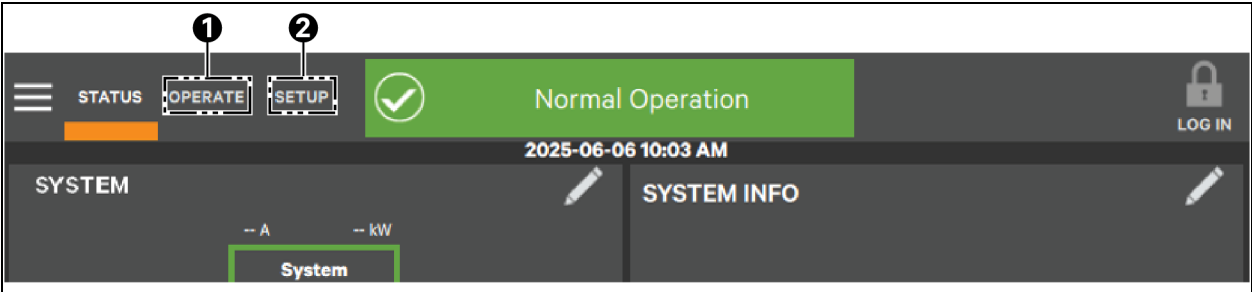 1 2
STATUS OPERATE SETUP Normal Operation LOG IN
2025-06-06 10:03 AM
SYSTEM SYSTEM INFO
-- A -- kW
System